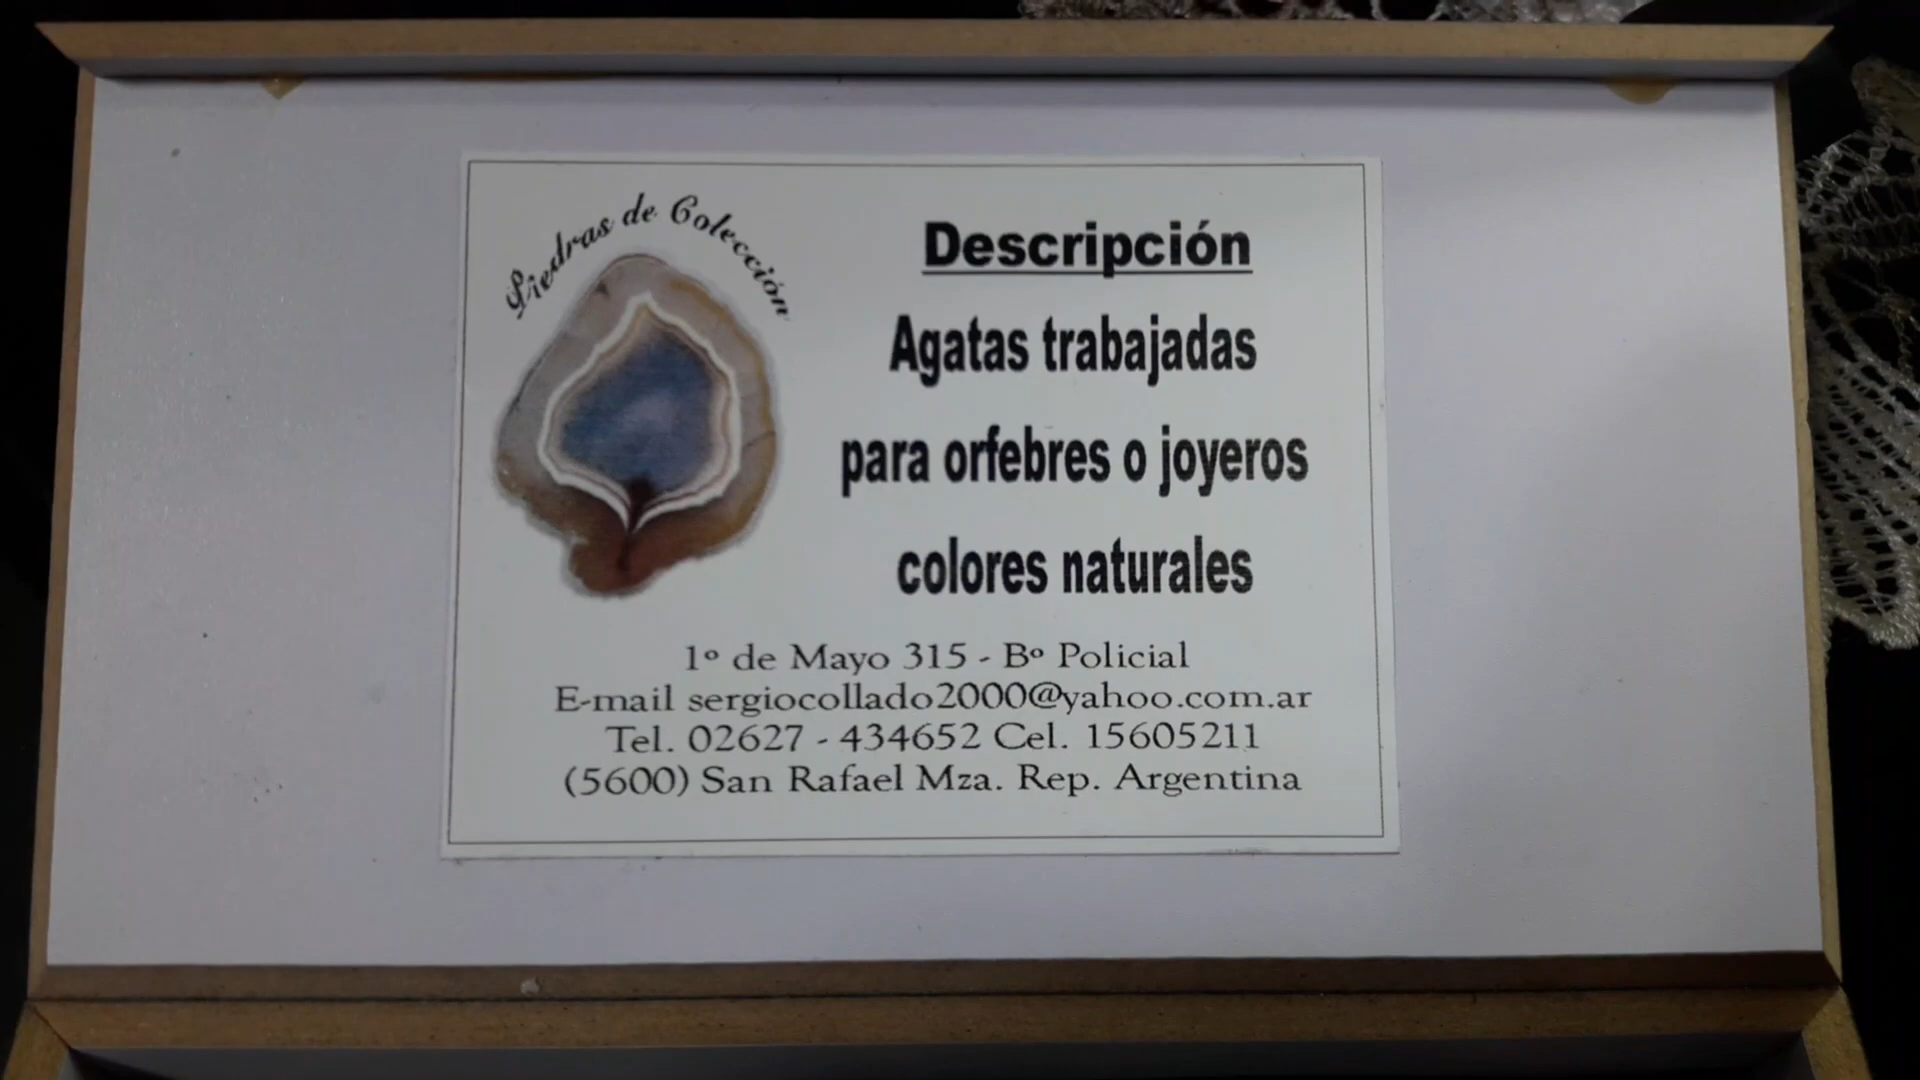 Piedras de Colección
Descripción
Agatas trabajadas
para orfebres o joyeros
colores naturales
1º de Mayo 315 - Bº Policial
E-mail sergiocollado2000@yahoo.com.ar
Tel. 02627 - 434652 Cel. 15605211
(5600) San Rafael Mza. Rep. Argentina